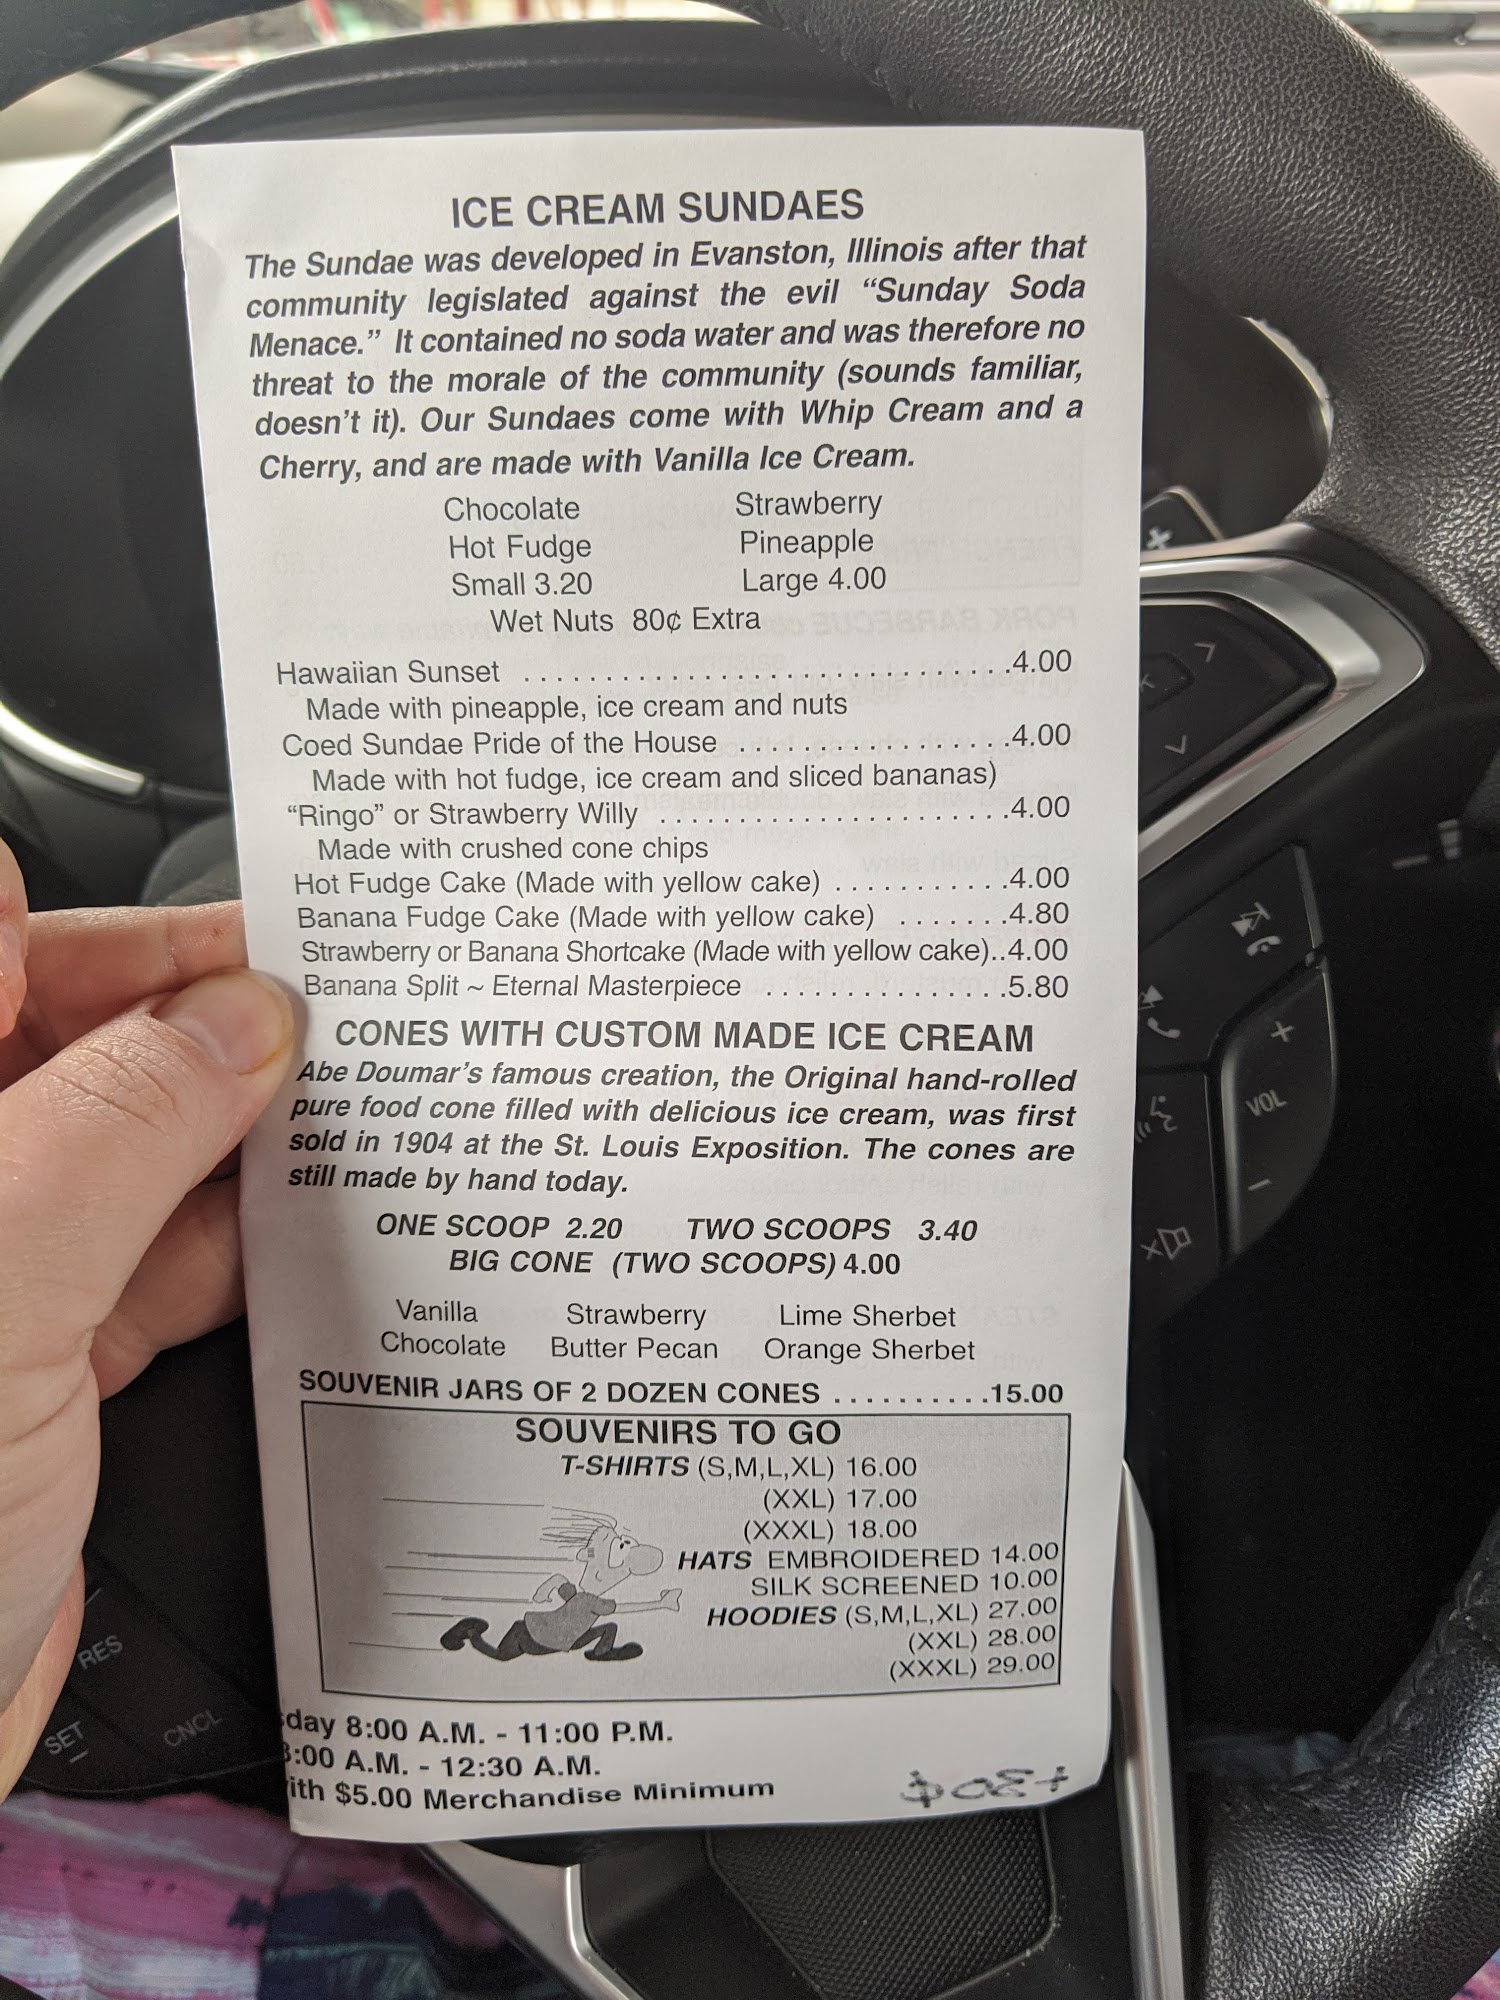 ICE CREAM SUNDAES
The Sundae was developed in Evanston, Illinois after that
community legislated against the evil “Sunday Soda
Menace.” It contained no soda water and was therefore no
threat to the morale of the community (sounds familiar,
doesn’t it). Our Sundaes come with Whip Cream and a
Cherry, and are made with Vanilla Ice Cream.
Chocolate Strawberry
Hot Fudge Pineapple
Small 3.20 Large 4.00
Wet Nuts 80¢ Extra
Hawaiian Sunset ..............................4.00
Made with pineapple, ice cream and nuts
Coed Sundae Pride of the House .................4.00
Made with hot fudge, ice cream and sliced bananas)
“Ringo” or Strawberry Willy ......................4.00
Made with crushed cone chips
Hot Fudge Cake (Made with yellow cake) ...........4.00
Banana Fudge Cake (Made with yellow cake) .......4.80
Strawberry or Banana Shortcake (Made with yellow cake)..4.00
Banana Split ~ Eternal Masterpiece ...............5.80
CONES WITH CUSTOM MADE ICE CREAM
Abe Doumar’s famous creation, the Original hand-rolled
pure food cone filled with delicious ice cream, was first
sold in 1904 at the St. Louis Exposition. The cones are
still made by hand today.
ONE SCOOP 2.20 TWO SCOOPS 3.40
BIG CONE (TWO SCOOPS) 4.00
Vanilla Strawberry Lime Sherbet
Chocolate Butter Pecan Orange Sherbet
SOUVENIR JARS OF 2 DOZEN CONES ..........15.00
SOUVENIRS TO GO
T-SHIRTS (S,M,L,XL) 16.00
(XXL) 17.00
(XXXL) 18.00
HATS EMBROIDERED 14.00
SILK SCREENED 10.00
HOODIES (S,M,L,XL) 27.00
(XXL) 28.00
(XXXL) 29.00
day 8:00 A.M. - 11:00 P.M.
:00 A.M. - 12:30 A.M.
ith $5.00 Merchandise Minimum
VOL
RES
SET
CNCL